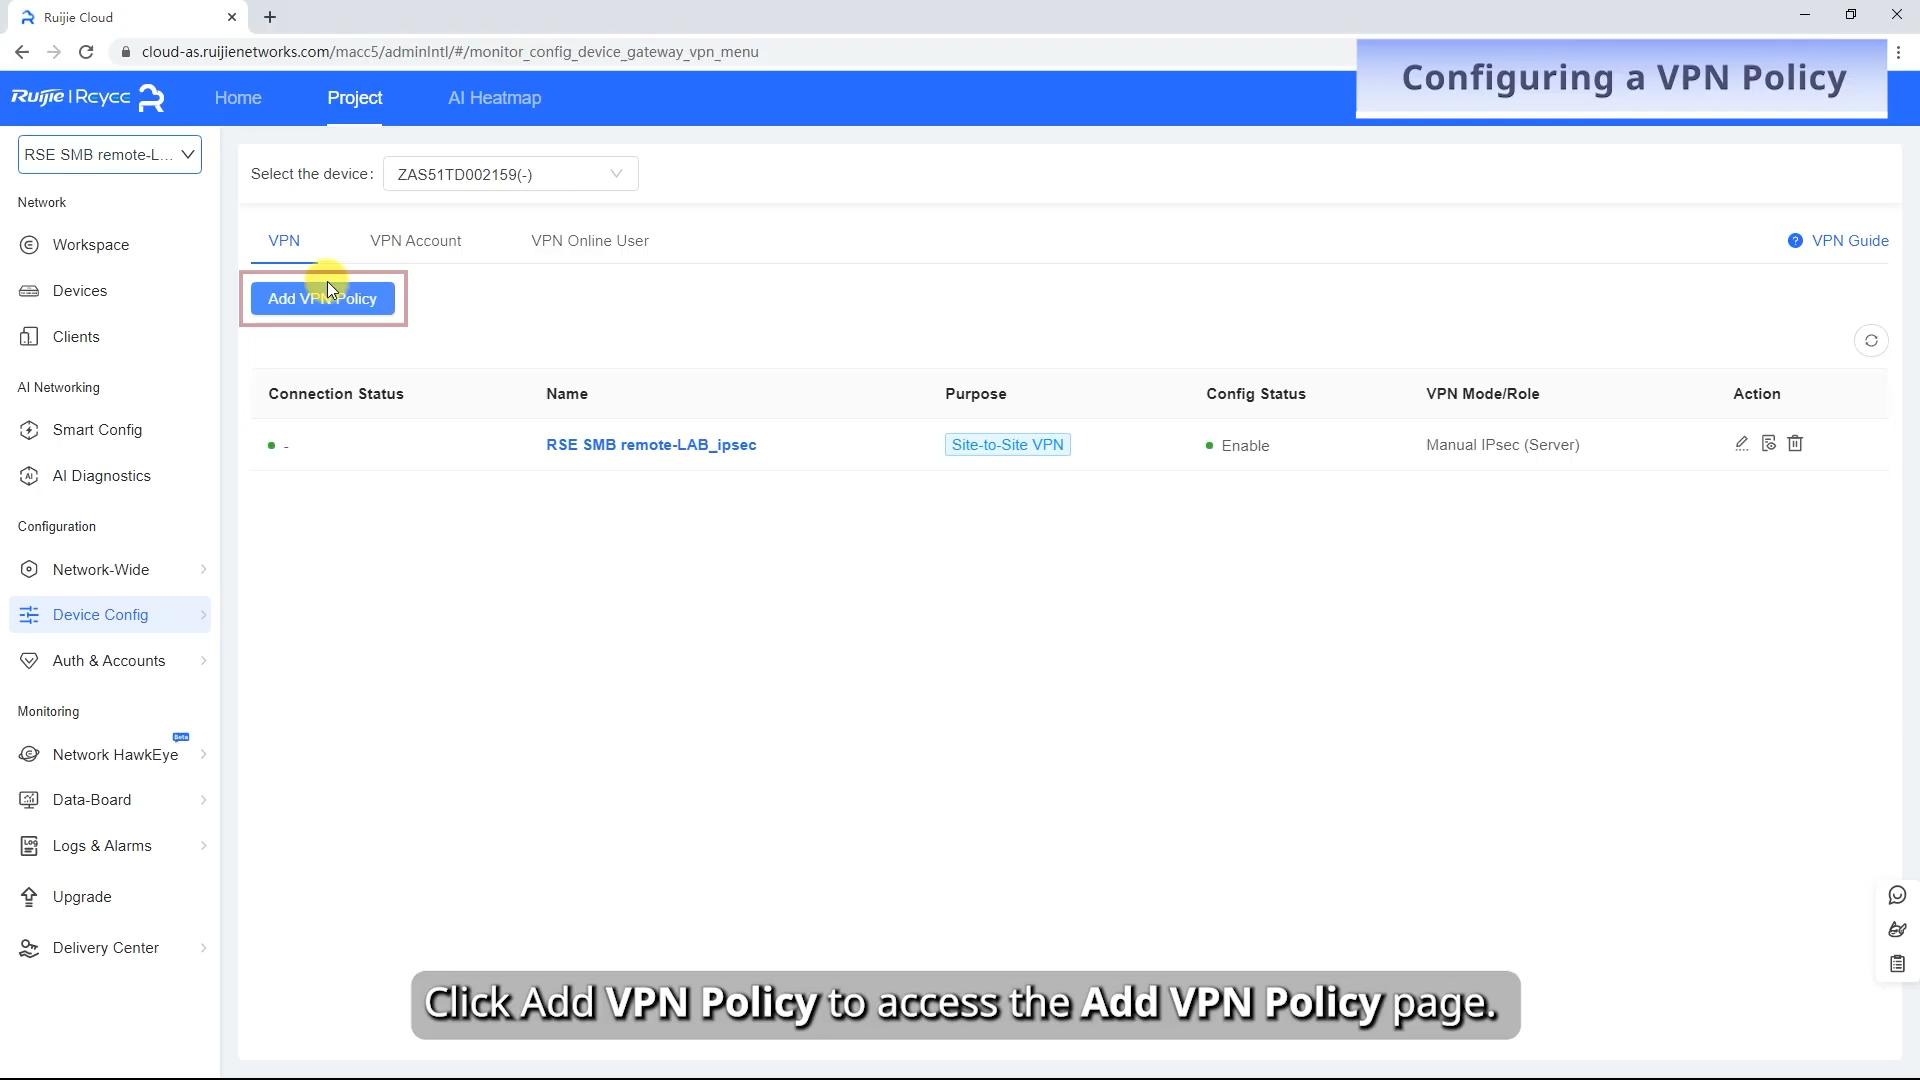 Ruijie Cloud
cloud-as.ruijienetworks.com/macc5/adminIntl/#/monitor_config_device_gateway_vpn_menu
Configuring a VPN Policy
Ruijie | Rcycc
Home
Project
AI Heatmap
RSE SMB remote-L...
Select the device:
ZAS51TD002159(-)
Network
Workspace
Devices
Clients
AI Networking
Smart Config
AI Diagnostics
Configuration
Network-Wide
Device Config
Auth & Accounts
Monitoring
Beta
Network HawkEye
Data-Board
Logs & Alarms
Upgrade
Delivery Center
VPN
VPN Account
VPN Online User
VPN Guide
Add VPN Policy
Connection Status
Name
Purpose
Config Status
VPN Mode/Role
Action
-
RSE SMB remote-LAB_ipsec
Site-to-Site VPN
Enable
Manual IPsec (Server)
Click Add VPN Policy to access the Add VPN Policy page.